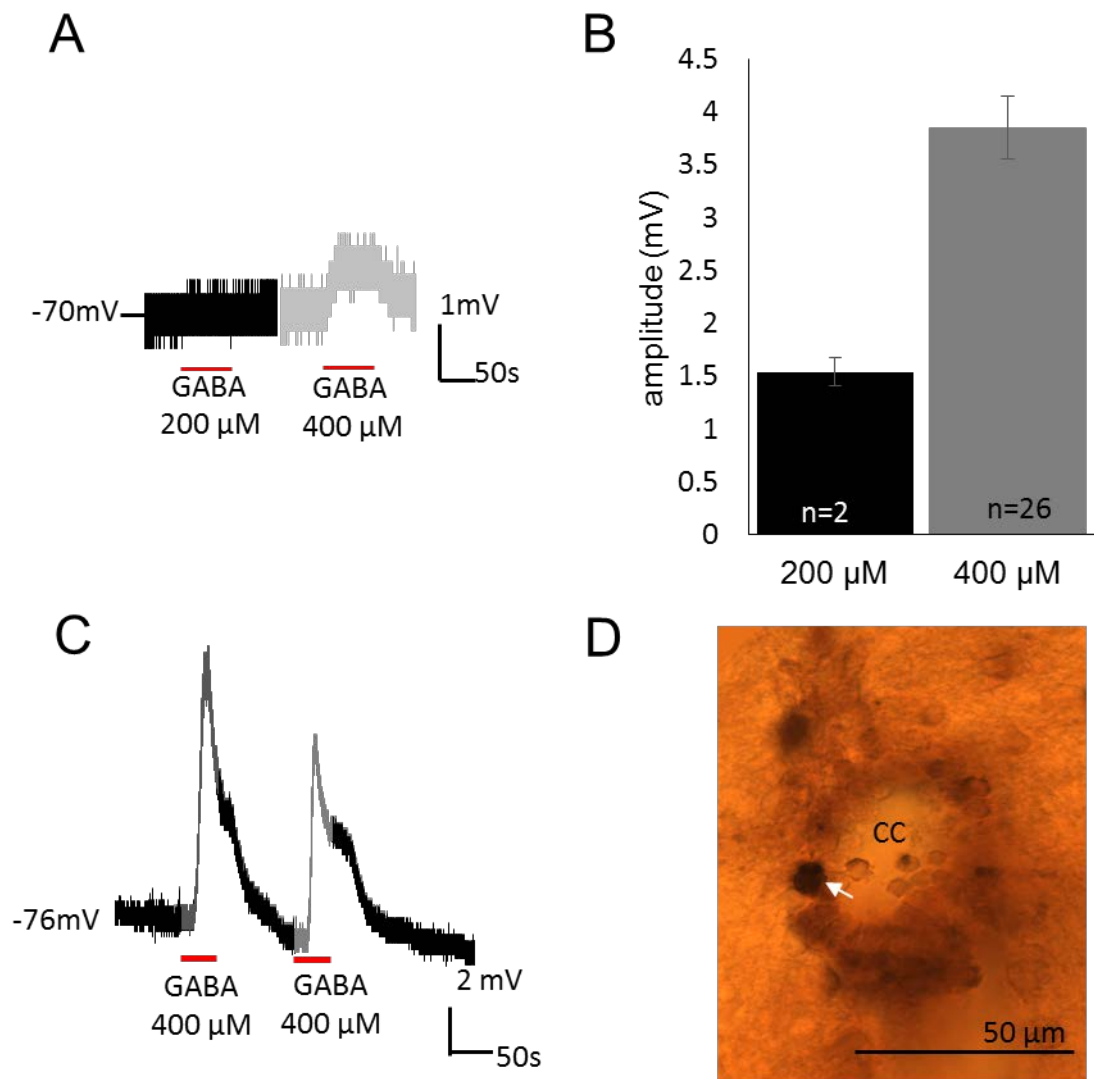 A
-70mV
GABA
200 µM
GABA
400 µM
1mV
50s
B
amplitude (mV)
4.5
4
3.5
3
2.5
2
1.5
1
0.5
0
n=2
n=26
200 µM
400 µM
C
-76mV
GABA
400 µM
GABA
400 µM
2 mV
50s
D
CC
50 µm